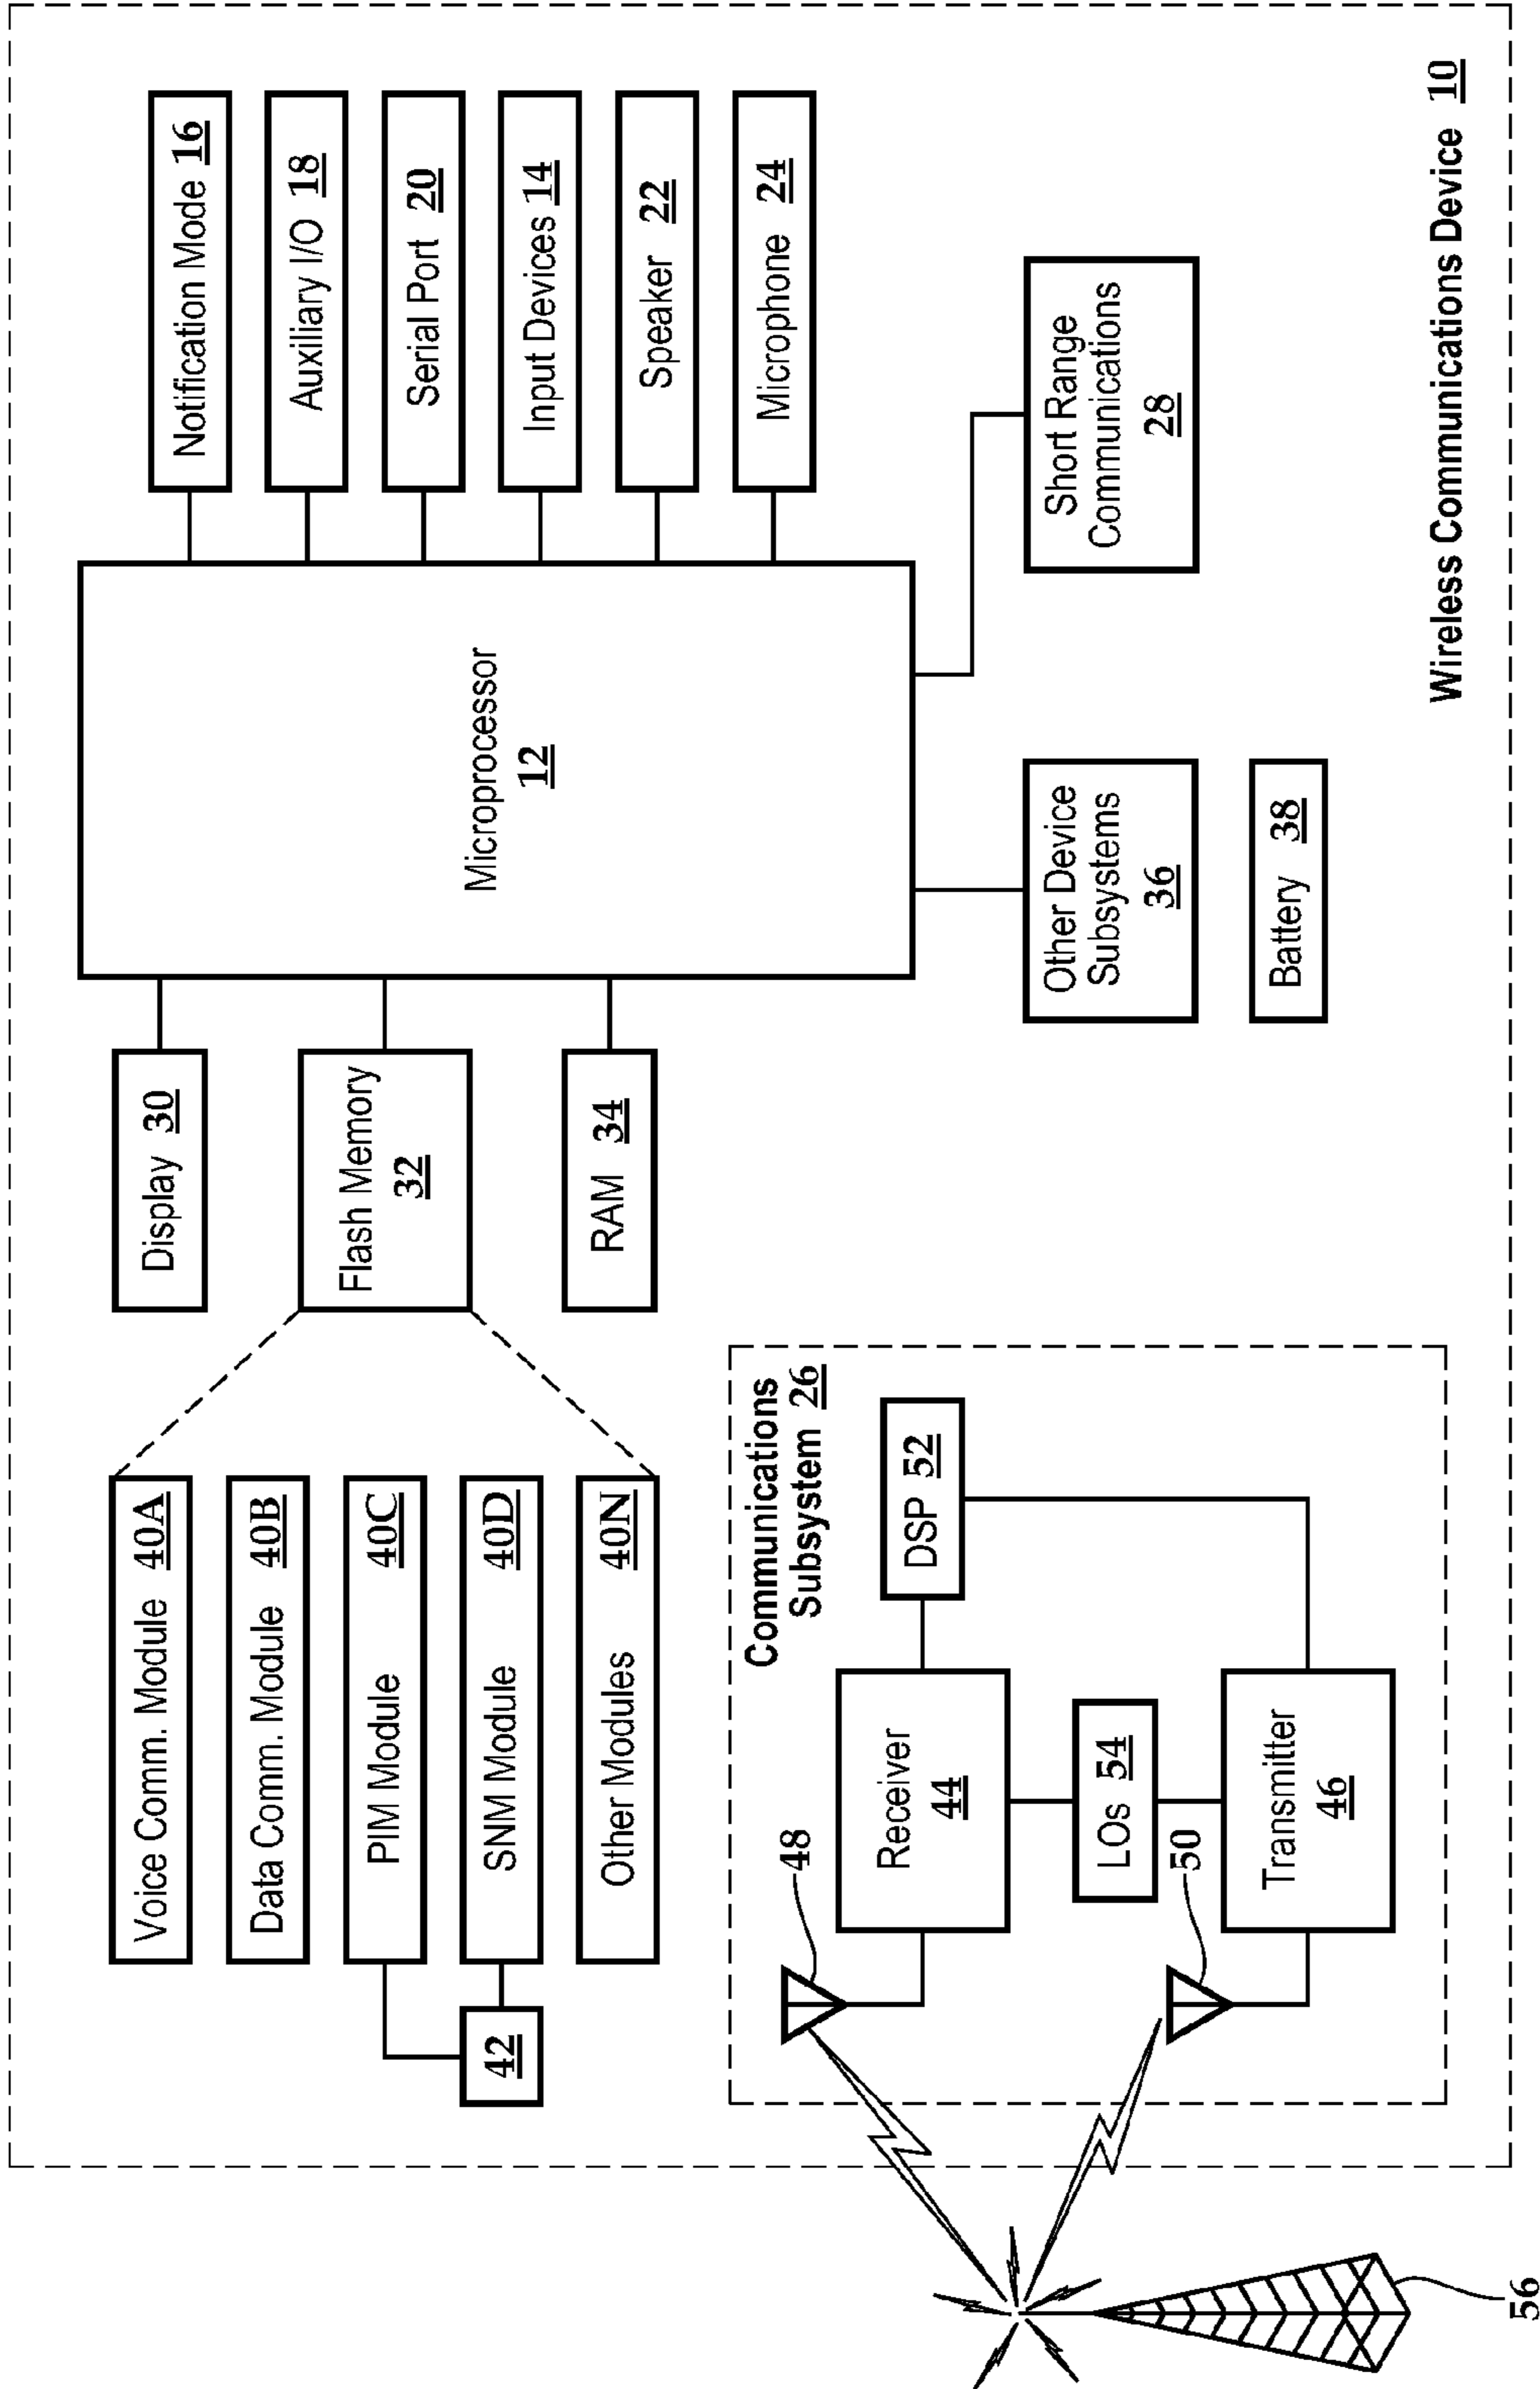 Voice Comm. Module 40A
Data Comm. Module 40B
PIM Module 40C
SNM Module 40D
Other Modules 40N
42
Display 30
Flash Memory
32
RAM 34
Microprocessor
12
Notification Mode 16
Auxiliary I/O 18
Serial Port 20
Input Devices 14
Speaker 22
Microphone 24
Communications
Subsystem 26
48
Receiver
44
DSP 52
LOs 54
50
Transmitter
46
56
Other Device
Subsystems
36
Short Range
Communications
28
Battery 38
Wireless Communications Device 10